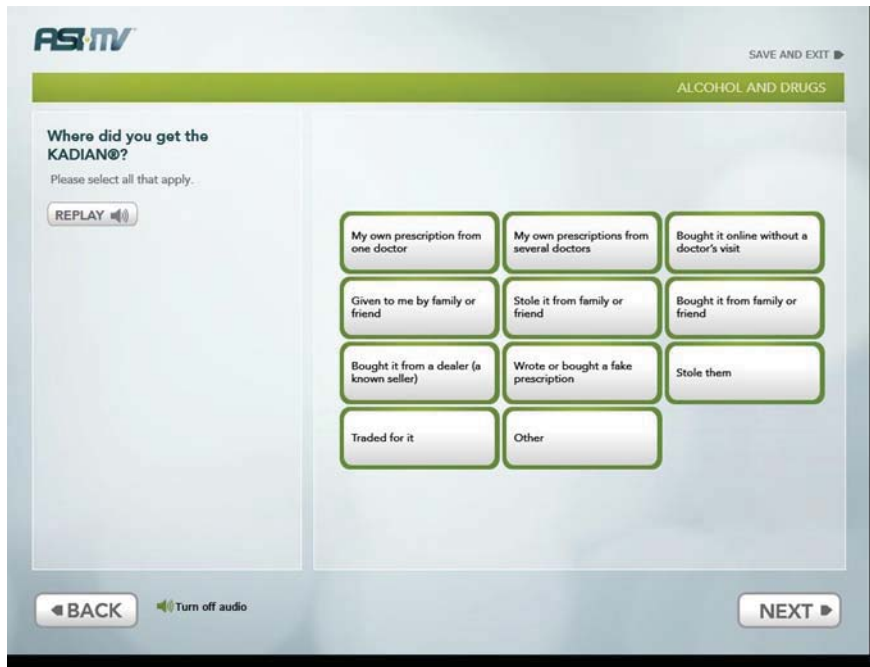 ASI-MV
SAVE AND EXIT
ALCOHOL AND DRUGS
Where did you get the
KADIAN®?
Please select all that apply.
REPLAY
My own prescription from
one doctor
My own prescriptions from
several doctors
Bought it online without a
doctor's visit
Given to me by family or
friend
Stole it from family or
friend
Bought it from family or
friend
Bought it from a dealer (a
known seller)
Wrote or bought a fake
prescription
Stole them
Traded for it
Other
BACK
Turn off audio
NEXT